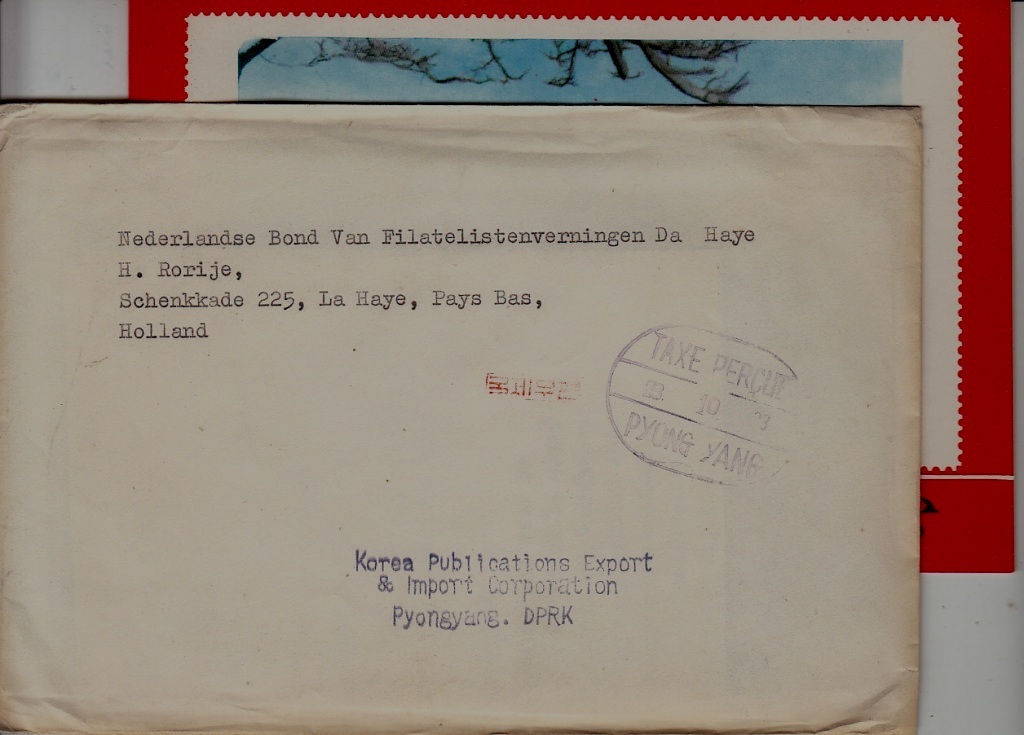 Nederlandse Bond Van Filatelistenverningen Da Haye
H. Rorije,
Schenkkade 225, La Haye, Pays Bas,
Holland
TAXE PERÇUE
10
PYONG YANG
Korea Publications Export
& Import Corporation
Pyongyang. DPRK